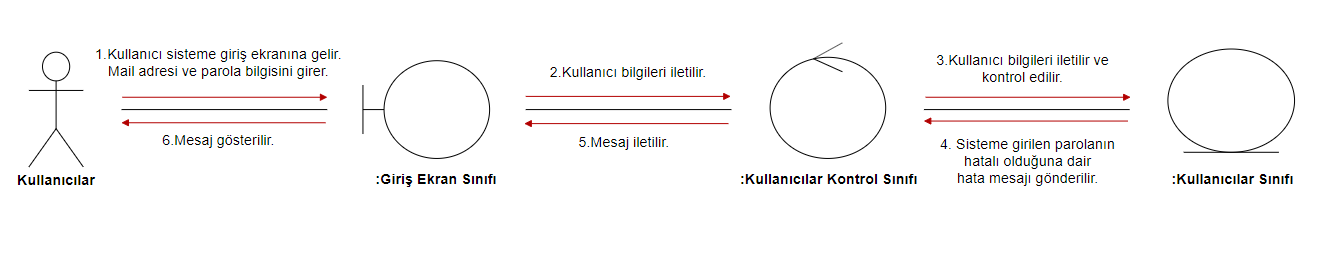 1.Kullanıcı sisteme giriş ekranına gelir.
Mail adresi ve parola bilgisini girer.
6.Mesaj gösterilir.
Kullanıcılar
2.Kullanıcı bilgileri iletilir.
5.Mesaj iletilir.
:Giriş Ekran Sınıfı
3.Kullanıcı bilgileri iletilir ve
kontrol edilir.
4. Sisteme girilen parolanın
hatalı olduğuna dair
hata mesajı gönderilir.
:Kullanıcılar Kontrol Sınıfı
:Kullanıcılar Sınıfı